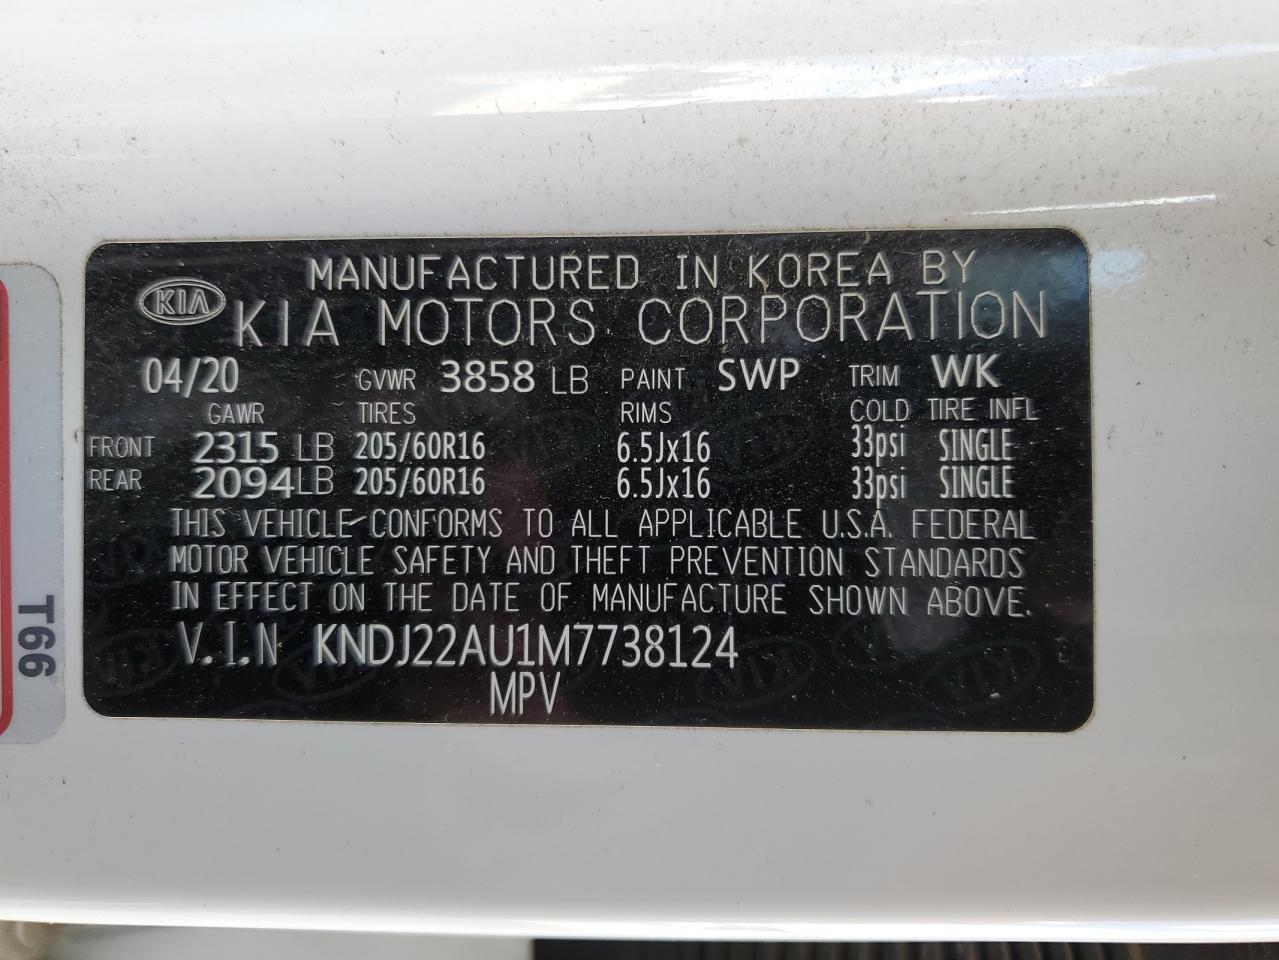 MANUFACTURED IN KOREA BY
KIA KIA MOTORS CORPORATION
04/20 GVWR 3858 LB PAINT SWP TRIM WK
GAWR TIRES RIMS COLD TIRE INFL
FRONT 2315 LB 205/60R16 6.5Jx16 33psi SINGLE
REAR 2094LB 205/60R16 6.5Jx16 33psi SINGLE
THIS VEHICLE CONFORMS TO ALL APPLICABLE U.S.A. FEDERAL
MOTOR VEHICLE SAFETY AND THEFT PREVENTION STANDARDS
IN EFFECT ON THE DATE OF MANUFACTURE SHOWN ABOVE.
V.I.N KNDJ22AU1M7738124
MPV
T66